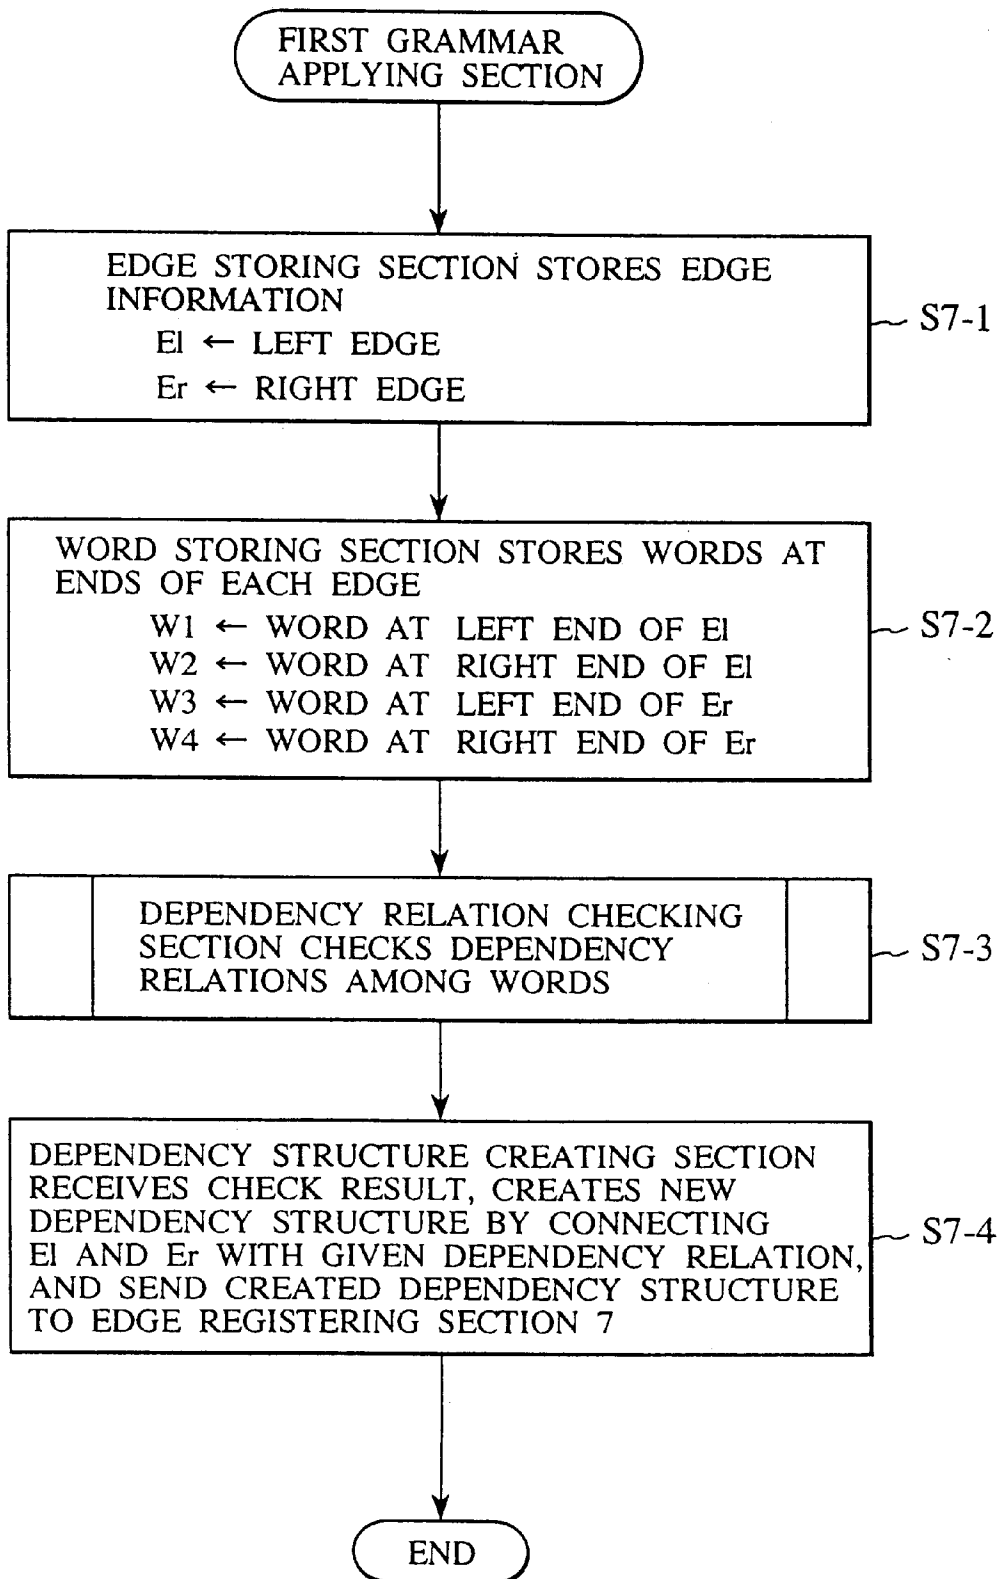 FIRST GRAMMAR
APPLYING SECTION
EDGE STORING SECTION STORES EDGE
INFORMATION
El ← LEFT EDGE
Er ← RIGHT EDGE
S7-1
WORD STORING SECTION STORES WORDS AT
ENDS OF EACH EDGE
W1 ← WORD AT LEFT END OF El
W2 ← WORD AT RIGHT END OF El
W3 ← WORD AT LEFT END OF Er
W4 ← WORD AT RIGHT END OF Er
S7-2
DEPENDENCY RELATION CHECKING
SECTION CHECKS DEPENDENCY
RELATIONS AMONG WORDS
S7-3
DEPENDENCY STRUCTURE CREATING SECTION
RECEIVES CHECK RESULT, CREATES NEW
DEPENDENCY STRUCTURE BY CONNECTING
El AND Er WITH GIVEN DEPENDENCY RELATION,
AND SEND CREATED DEPENDENCY STRUCTURE
TO EDGE REGISTERING SECTION 7
S7-4
END